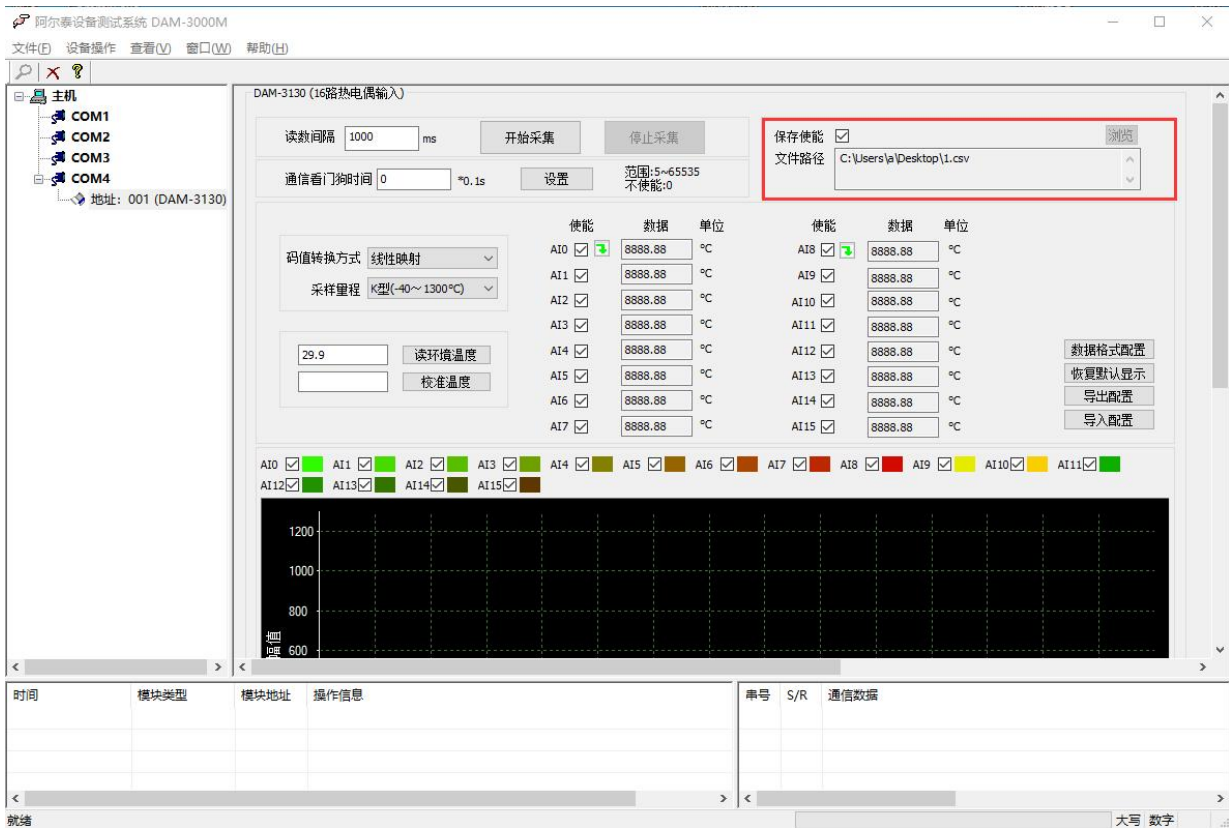 阿尔泰设备测试系统 DAM-3000M
文件(F) 设备操作 查看(V) 窗口(W) 帮助(H)
主机
COM1
COM2
COM3
COM4
地址：001 (DAM-3130)
DAM-3130 (16路热电偶输入)
读数间隔 1000 ms 开始采集 停止采集
通信看门狗时间 0 *0.1s 设置 范围:5~65535
不使能:0
保存使能 浏览
文件路径 C:\Users\a\Desktop\1.csv
码值转换方式 线性映射
采样量程 K型(-40～1300°C)
29.9 读环境温度
校准温度
使能 数据 单位 使能 数据 单位
AI0 8888.88 °C AI8 8888.88 °C
AI1 8888.88 °C AI9 8888.88 °C
AI2 8888.88 °C AI10 8888.88 °C
AI3 8888.88 °C AI11 8888.88 °C
AI4 8888.88 °C AI12 8888.88 °C
AI5 8888.88 °C AI13 8888.88 °C
AI6 8888.88 °C AI14 8888.88 °C
AI7 8888.88 °C AI15 8888.88 °C
数据格式配置
恢复默认显示
导出配置
导入配置
AI0 AI1 AI2 AI3 AI4 AI5 AI6 AI7 AI8 AI9 AI10 AI11
AI12 AI13 AI14 AI15
1200
1000
800
600
幅值
时间 模块类型 模块地址 操作信息
串号 S/R 通信数据
就绪 大写 数字